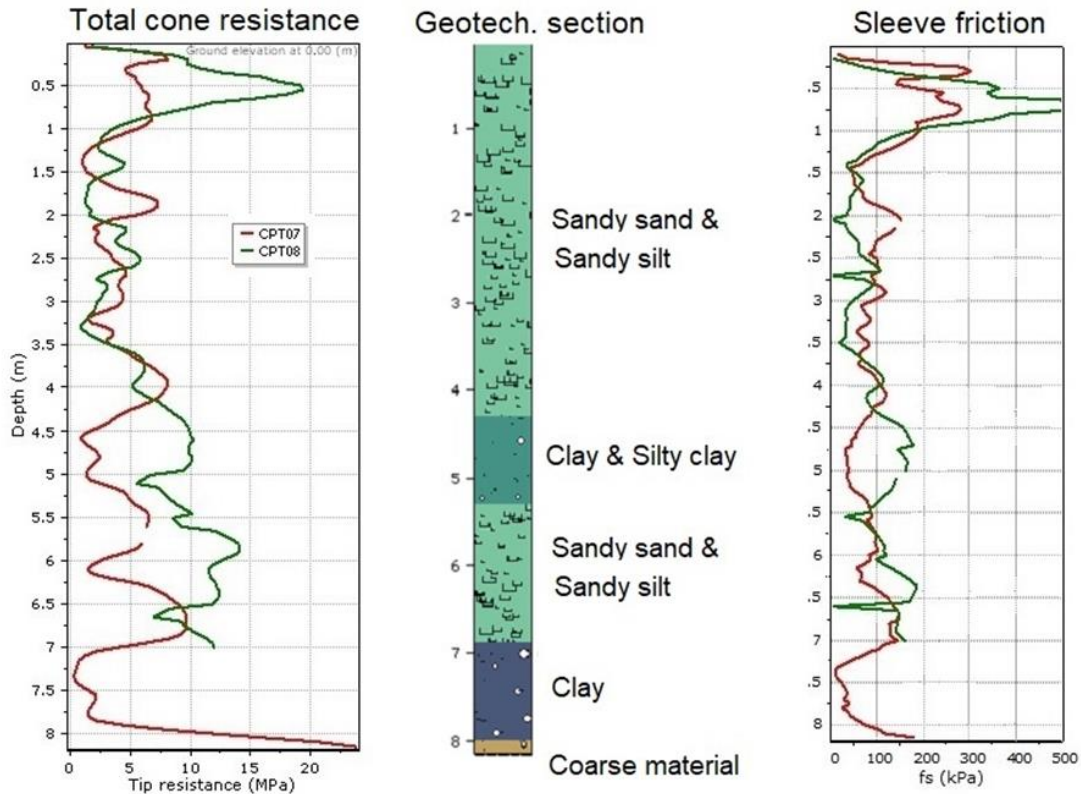 Total cone resistance
Geotech. section
Sleeve friction
Ground elevation at 0.00 (m)
Depth (m)
0.5
1
1.5
2
2.5
3
3.5
4
4.5
5
5.5
6
6.5
7
7.5
8
CPT07
CPT08
0 5 10 15 20
Tip resistance (MPa)
1
2
3
4
5
6
7
8
Sandy sand &
Sandy silt
Clay & Silty clay
Sandy sand &
Sandy silt
Clay
Coarse material
.5
1
.5
2
.5
3
.5
4
.5
5
.5
6
.5
7
.5
8
0 100 200 300 400 500
fs (kPa)